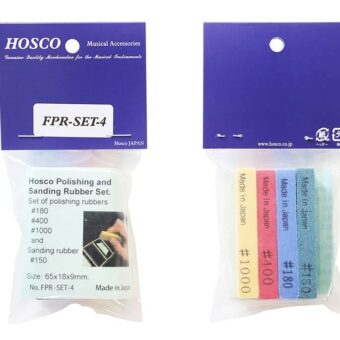 HOSCO Musical Accessories
Genuine Quality Merchandise for the Musical Instruments
FPR-SET-4
Hosco JAPAN
Hosco Polishing and
Sanding Rubber Set.
Set of polishing rubbers
#180
#400
#1000
and
Sanding rubber
#150.
Size: 65x18x9mm.
No. FPR-SET-4 Made in Japan
www.hosco.co.jp
Made in Japan
#1000
Made in Japan
#400
Made in Japan
#180
Made in Japan
#150